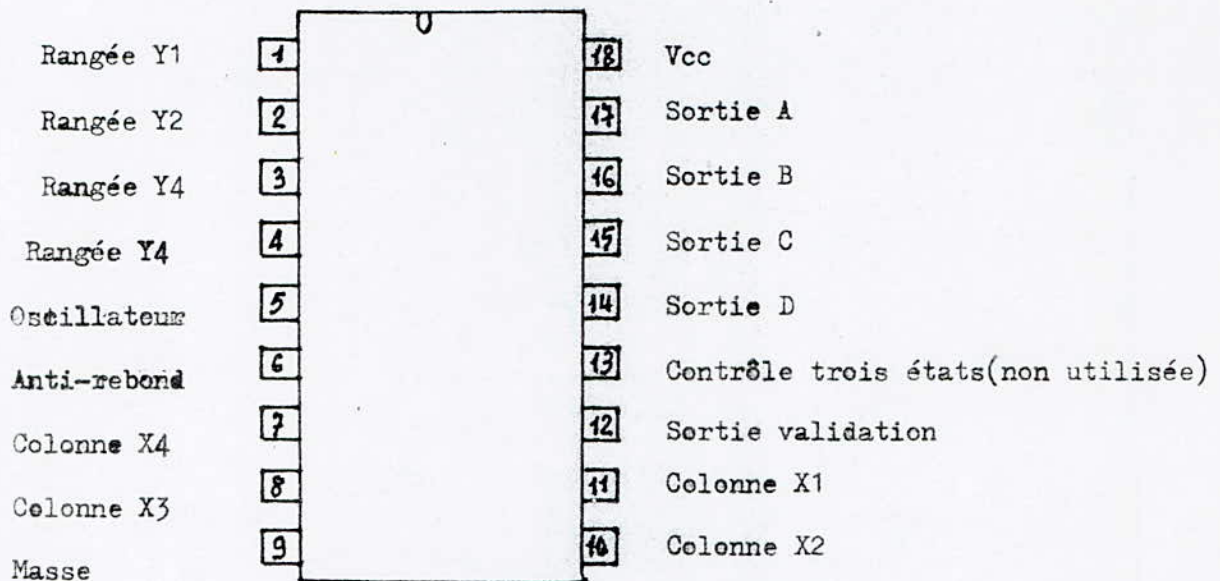 Rangée Y1 1 18 Vcc
Rangée Y2 2 17 Sortie A
Rangée Y4 3 16 Sortie B
Rangée Y4 4 15 Sortie C
Oscillateur 5 14 Sortie D
Anti-rebond 6 13 Contrôle trois états(non utilisée)
Colonne X4 7 12 Sortie validation
Colonne X3 8 11 Colonne X1
Masse 9 10 Colonne X2